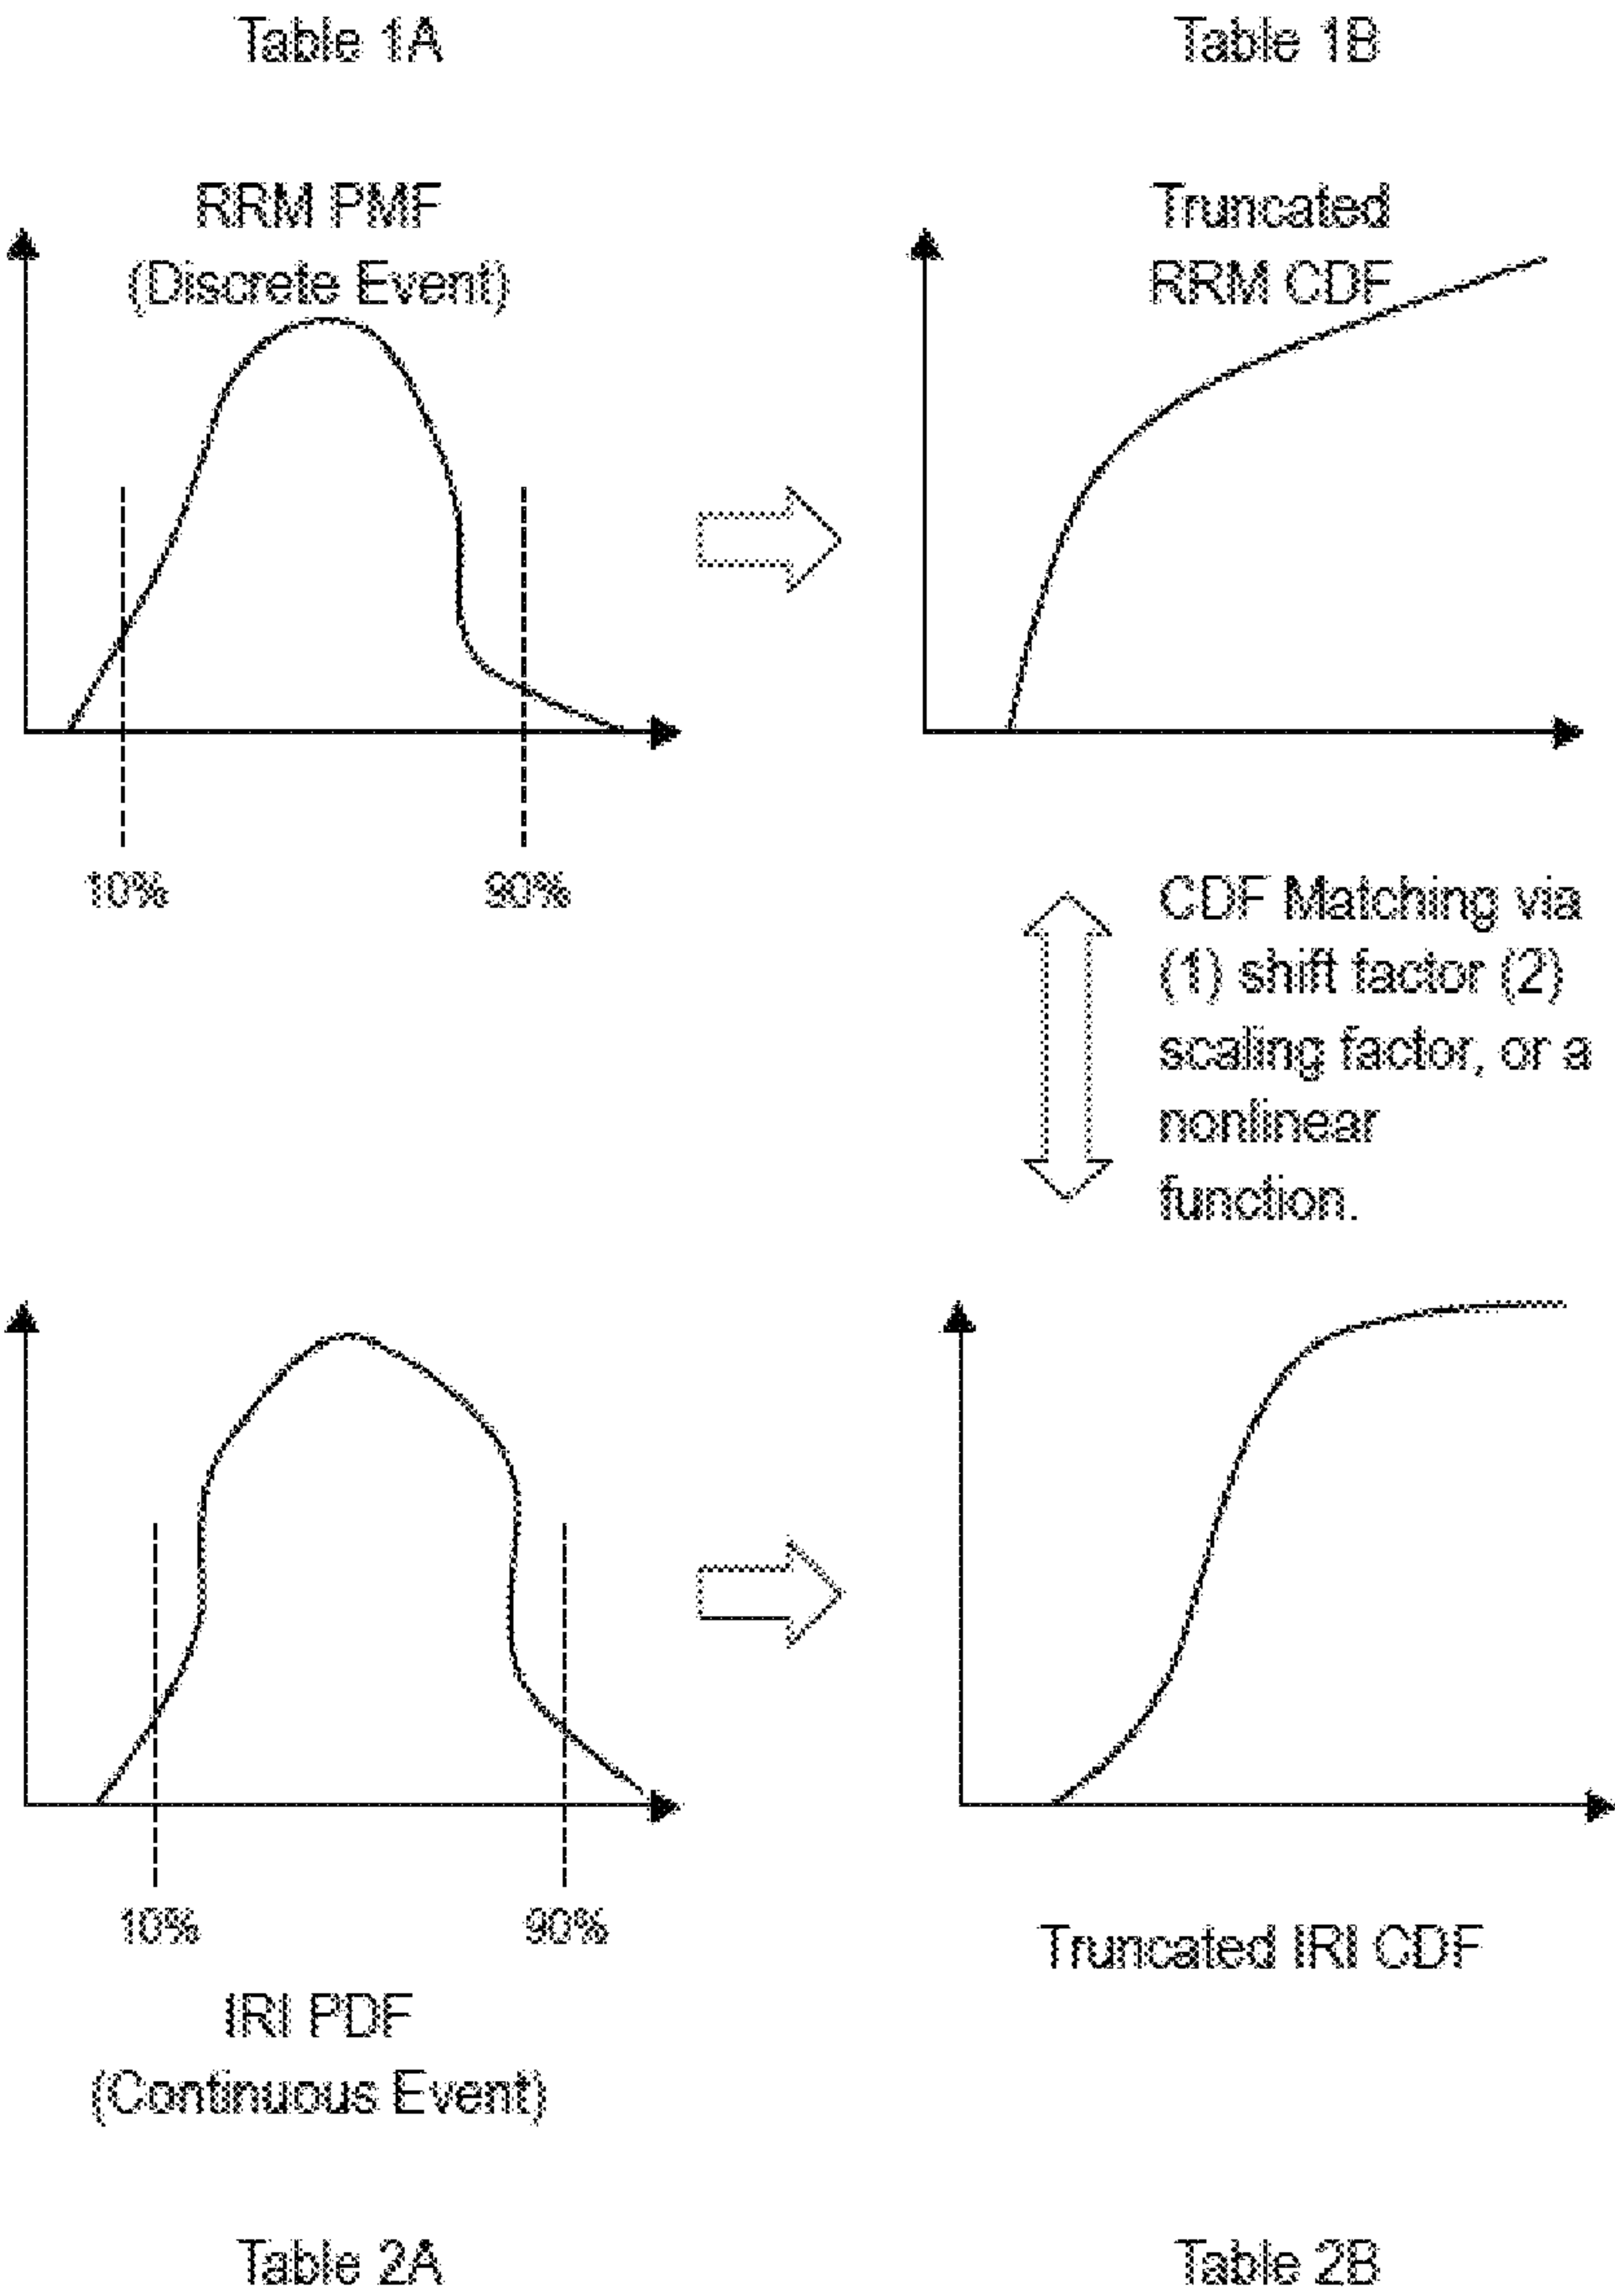 Table 1A
Table 1B
RRM PMF
(Discrete Event)
Truncated
RRM CDF
10%
90%
CDF Matching via
(1) shift factor (2)
scaling factor, or a
nonlinear
function.
10%
90%
Truncated IRI CDF
IRI PDF
(Continuous Event)
Table 2A
Table 2B